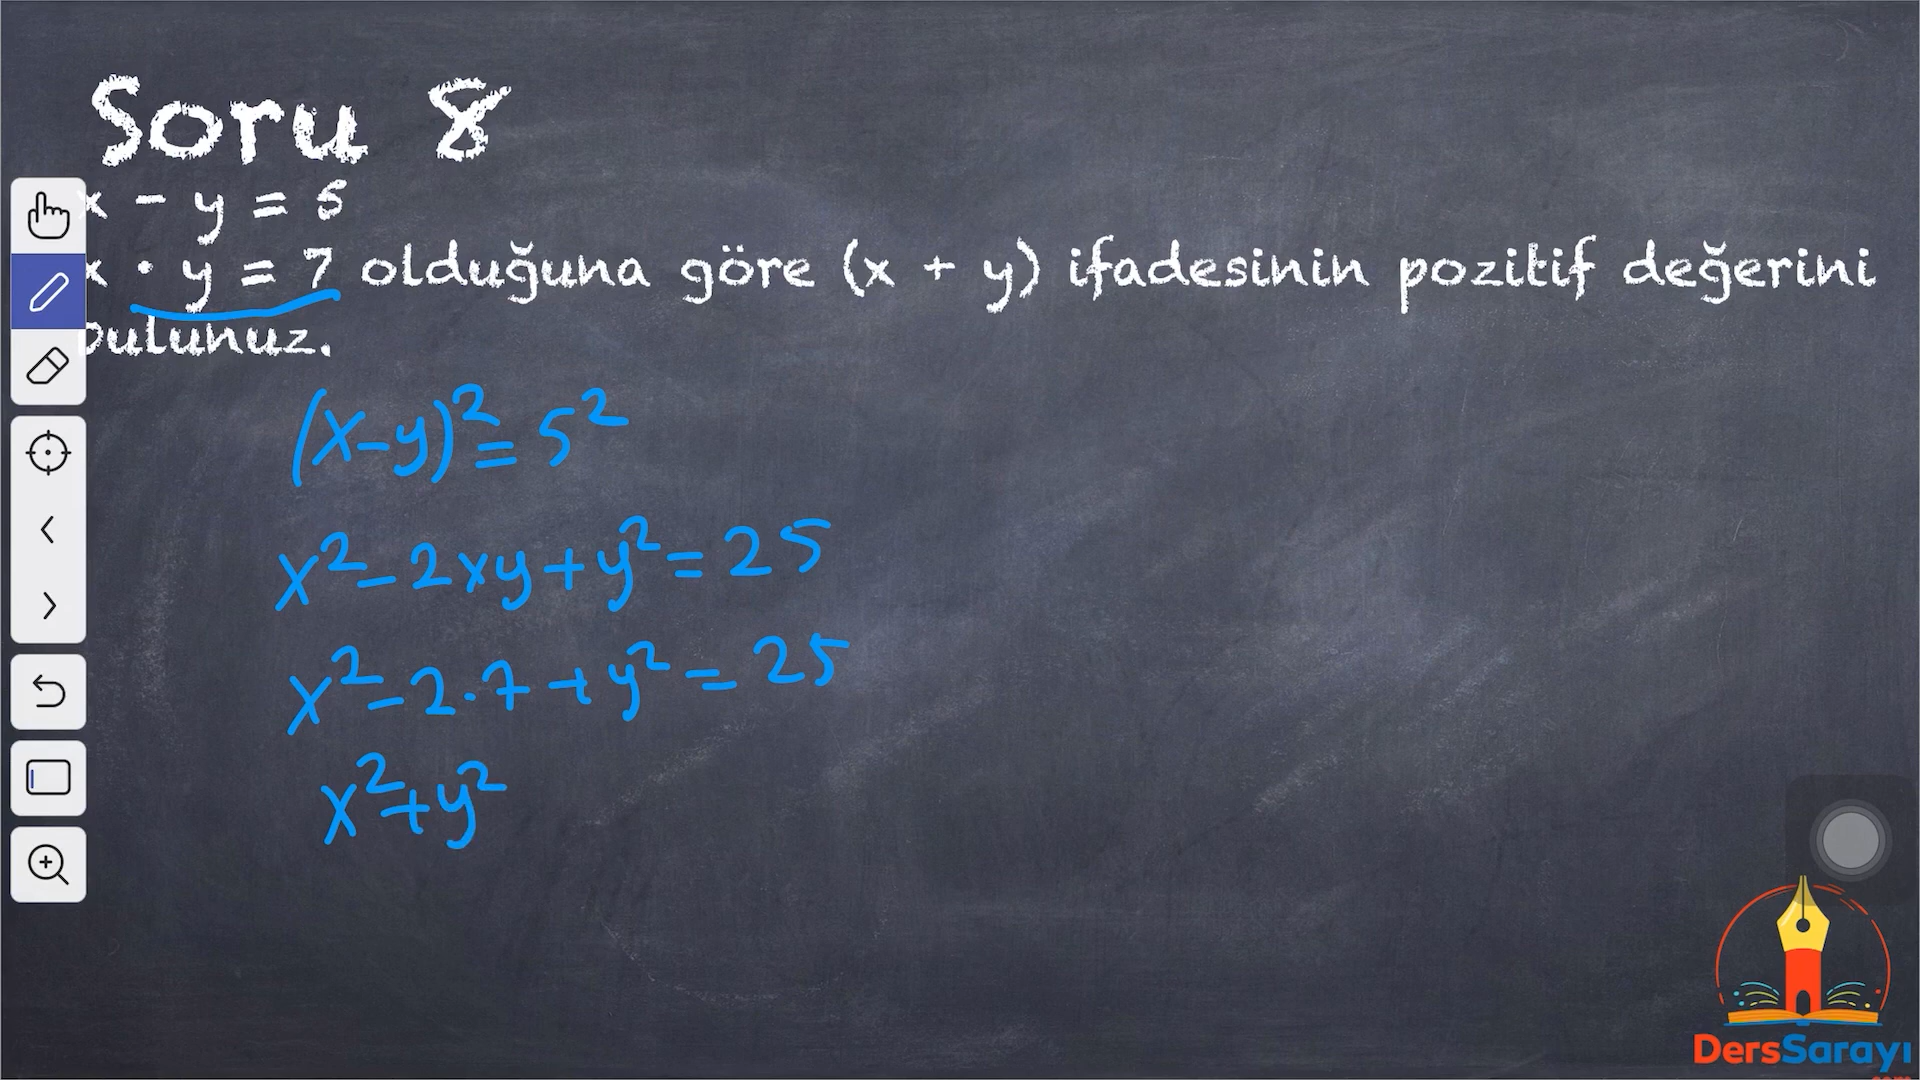 Soru 8
x - y = 5
x · y = 7 olduğuna göre (x + y) ifadesinin pozitif değerini
bulunuz.
(x-y)² = 5²
x² - 2xy + y² = 25
x² - 2·7 + y² = 25
x² + y²
DersSarayı